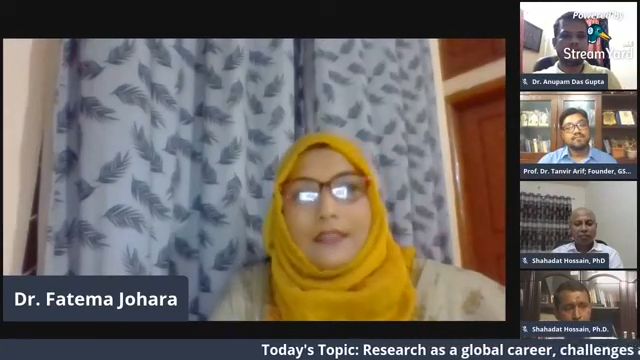 Powered by
StreamYard
Dr. Anupam Das Gupta
Prof. Dr. Tanvir Arif; Founder, GS...
Shahadat Hossain, PhD
Shahadat Hossain, Ph.D.
Dr. Fatema Johara
Today's Topic: Research as a global career, challenges a